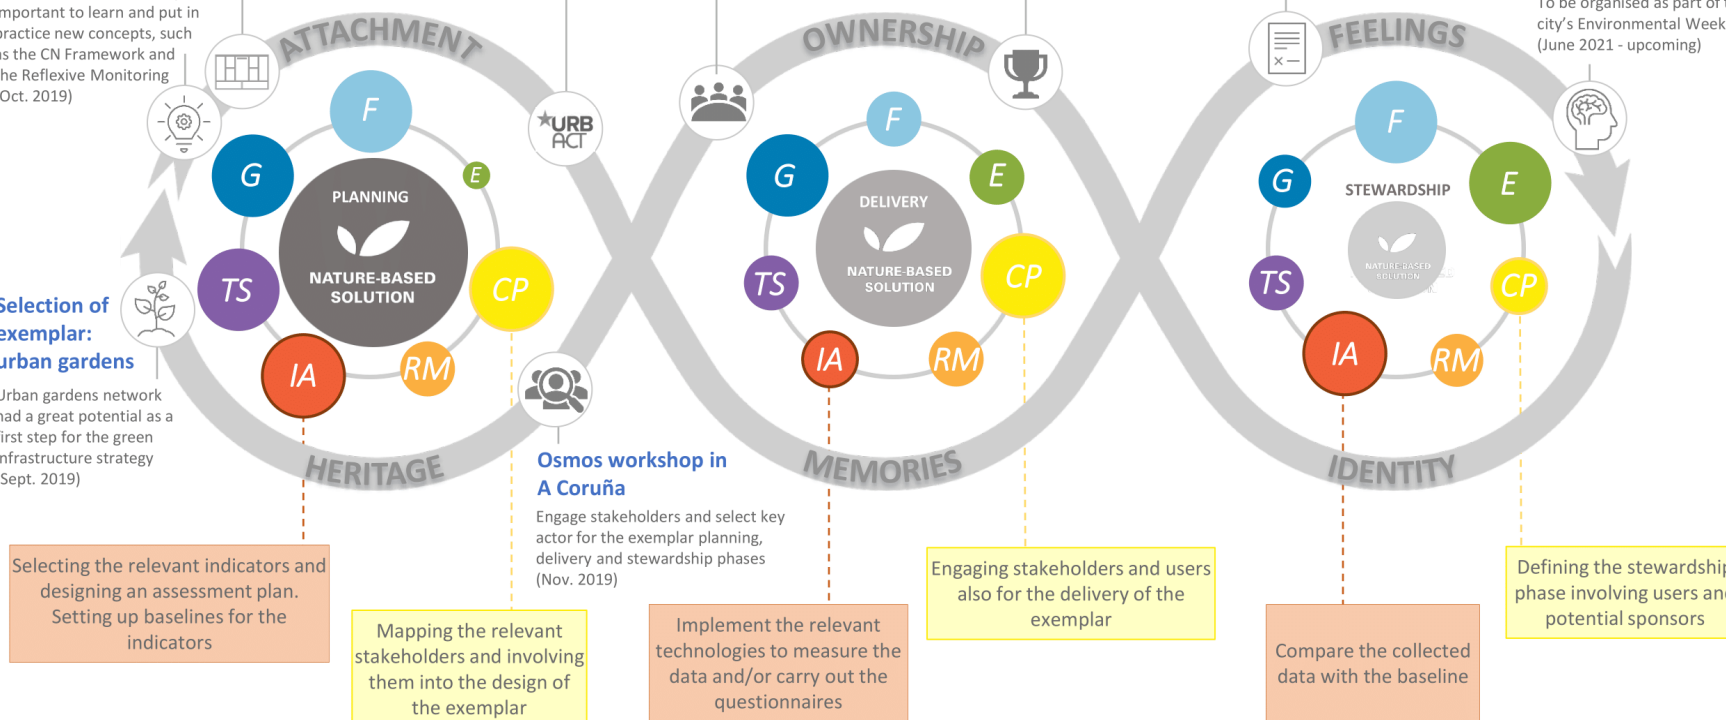 important to learn and put in
practice new concepts, such
as the CN Framework and
the Reflexive Monitoring
(Oct. 2019)
To be organised as part of
city's Environmental Week
(June 2021 - upcoming)
ATTACHMENT
OWNERSHIP
FEELINGS
URB
ACT
F
G
E
TS
CP
IA
RM
PLANNING
NATURE-BASED
SOLUTION
F
G
E
TS
CP
IA
RM
DELIVERY
NATURE-BASED
SOLUTION
F
G
E
TS
CP
IA
RM
STEWARDSHIP
NATURE-BASED
SOLUTION
Selection of
exemplar:
urban gardens
Urban gardens network
had a great potential as a
first step for the green
infrastructure strategy
(Sept. 2019)
HERITAGE
MEMORIES
IDENTITY
Osmos workshop in
A Coruña
Engage stakeholders and select key
actor for the exemplar planning,
delivery and stewardship phases
(Nov. 2019)
Selecting the relevant indicators and
designing an assessment plan.
Setting up baselines for the
indicators
Mapping the relevant
stakeholders and involving
them into the design of
the exemplar
Implement the relevant
technologies to measure the
data and/or carry out the
questionnaires
Engaging stakeholders and users
also for the delivery of the
exemplar
Compare the collected
data with the baseline
Defining the stewardship
phase involving users and
potential sponsors